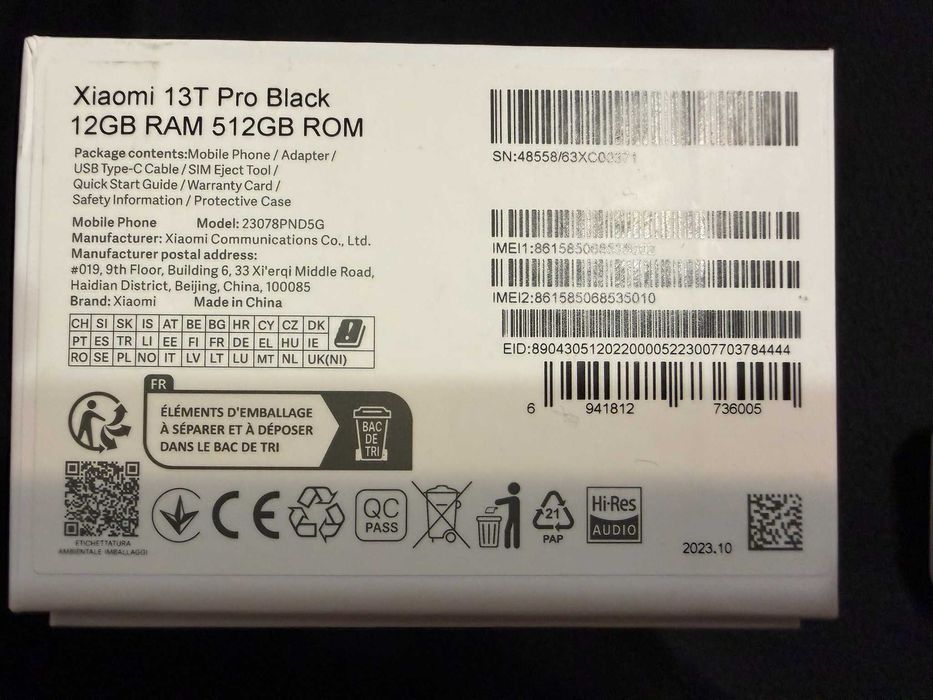 Xiaomi 13T Pro Black
12GB RAM 512GB ROM
Package contents:Mobile Phone / Adapter /
USB Type-C Cable / SIM Eject Tool /
Quick Start Guide / Warranty Card /
Safety Information / Protective Case
Mobile Phone Model: 23078PND5G
Manufacturer: Xiaomi Communications Co., Ltd.
Manufacturer postal address:
#019, 9th Floor, Building 6, 33 Xi'erqi Middle Road,
Haidian District, Beijing, China, 100085
Brand: Xiaomi Made in China
CH SI SK IS AT BE BG HR CY CZ DK
PT ES TR LI EE FI FR DE EL HU IE
RO SE PL NO IT LV LT LU MT NL UK(NI)
SN:
IMEI1:
IMEI2:861585068535010
EID:89043051202200005223007703784444
6 941812 736005
FR
ÉLÉMENTS D'EMBALLAGE
À SÉPARER ET À DÉPOSER
DANS LE BAC DE TRI
BAC
DE
TRI
ETICHETTATURA
AMBIENTALE IMBALLAGGI
CE
QC
PASS
21
PAP
Hi-Res
AUDIO
2023.10